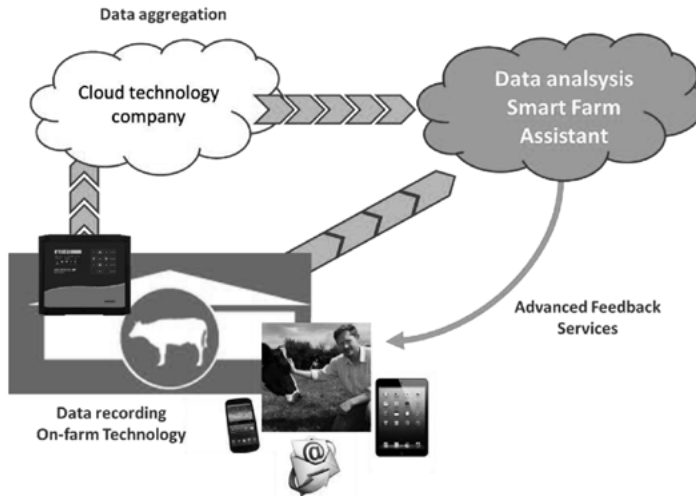 Data aggregation
Cloud technology
company
Data analsysis
Smart Farm
Assistant
Advanced Feedback
Services
Data recording
On-farm Technology
@